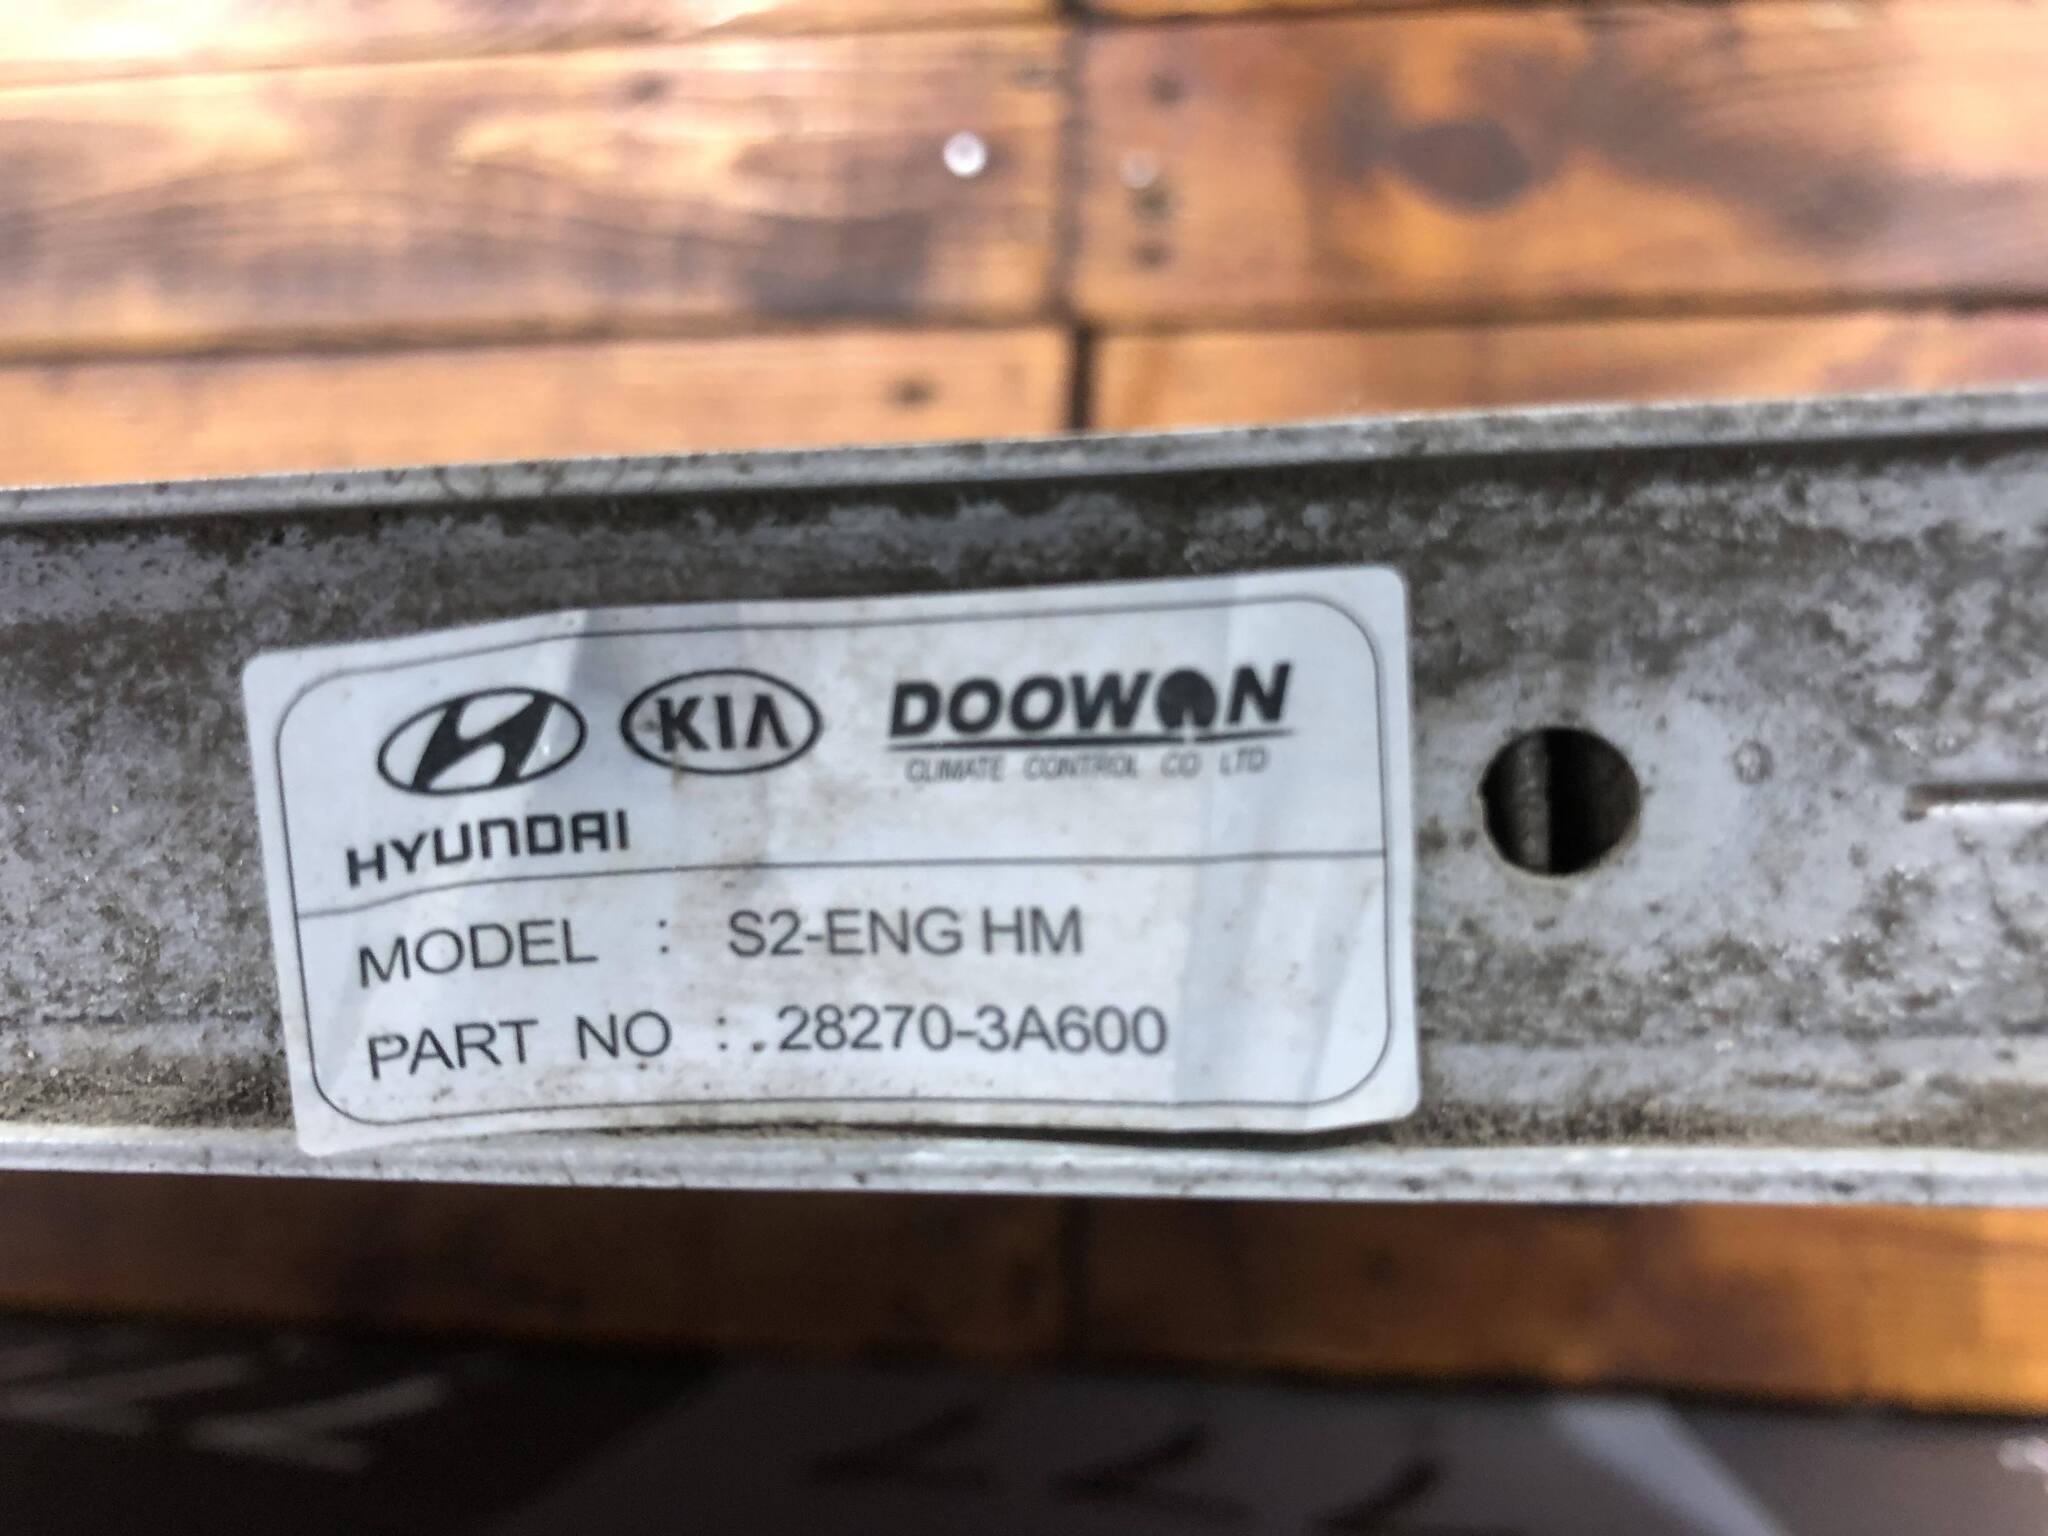 KIA DOOWON
CLIMATE CONTROL CO LTD
HYUNDAI
MODEL : S2-ENG HM
PART NO : .28270-3A600